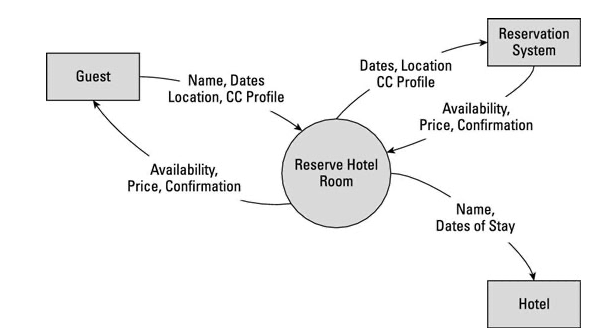 Guest
Name, Dates
Location, CC Profile
Dates, Location
CC Profile
Reservation
System
Availability,
Price, Confirmation
Reserve Hotel
Room
Availability,
Price, Confirmation
Name,
Dates of Stay
Hotel